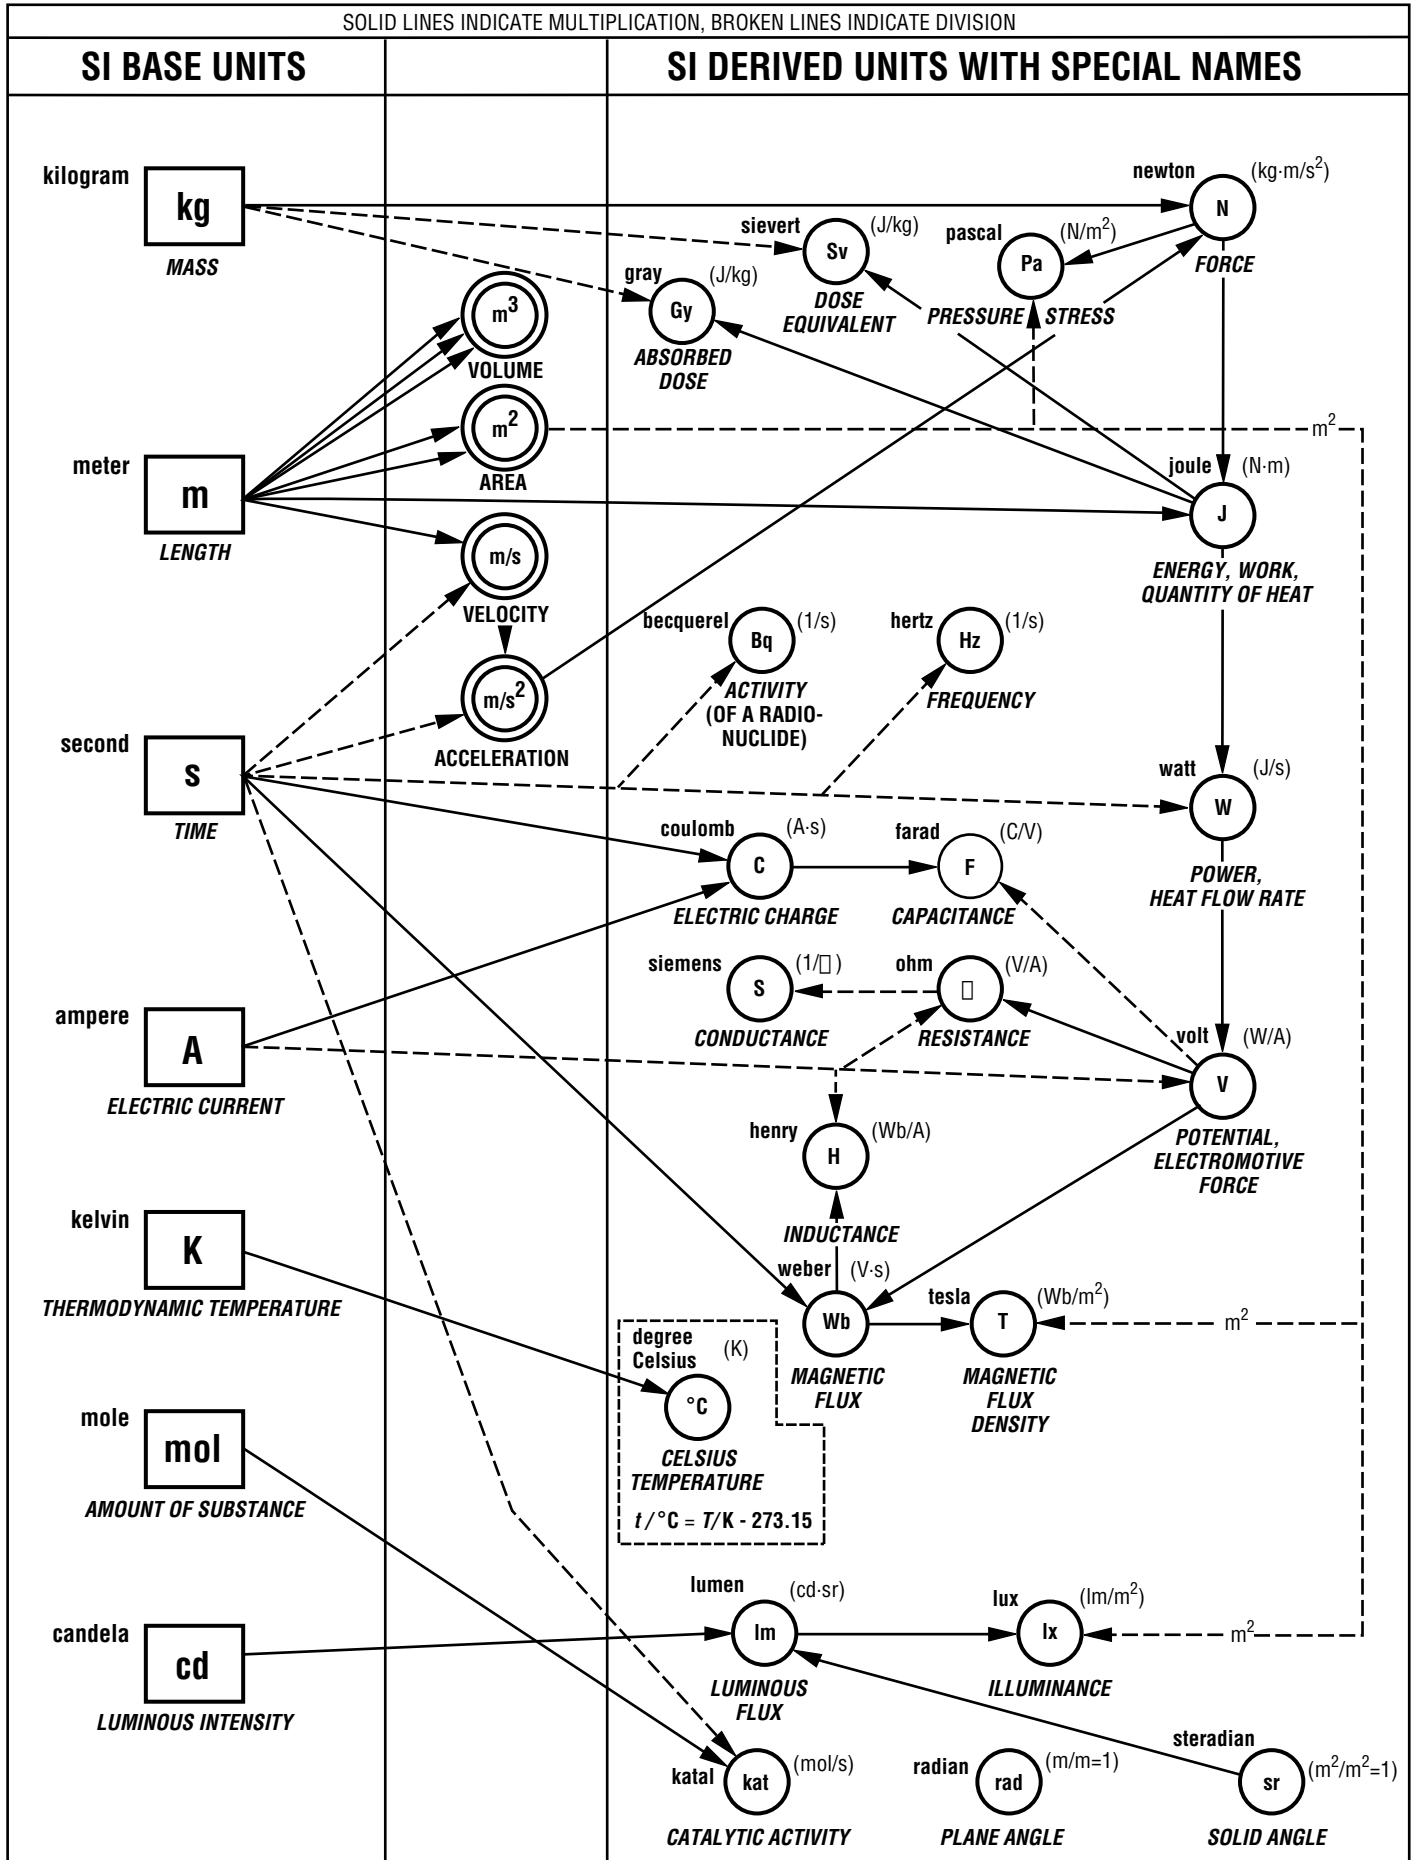 SOLID LINES INDICATE MULTIPLICATION, BROKEN LINES INDICATE DIVISION
SI BASE UNITS
SI DERIVED UNITS WITH SPECIAL NAMES
kilogram
kg
MASS
newton
(kg·m/s²)
N
FORCE
sievert
(J/kg)
Sv
DOSE
EQUIVALENT
pascal
(N/m²)
Pa
PRESSURE STRESS
gray
(J/kg)
Gy
ABSORBED
DOSE
m³
VOLUME
m²
AREA
m²
meter
m
LENGTH
joule
(N·m)
J
ENERGY, WORK,
QUANTITY OF HEAT
m/s
VELOCITY
becquerel
(1/s)
Bq
ACTIVITY
(OF A RADIO-
NUCLIDE)
hertz
(1/s)
Hz
FREQUENCY
m/s²
ACCELERATION
second
s
TIME
watt
(J/s)
W
POWER,
HEAT FLOW RATE
coulomb
(A·s)
C
ELECTRIC CHARGE
farad
(C/V)
F
CAPACITANCE
siemens
(1/▯)
S
CONDUCTANCE
ohm
(V/A)
▯
RESISTANCE
ampere
A
ELECTRIC CURRENT
volt
(W/A)
V
POTENTIAL,
ELECTROMOTIVE
FORCE
henry
(Wb/A)
H
INDUCTANCE
kelvin
K
THERMODYNAMIC TEMPERATURE
weber
(V·s)
Wb
MAGNETIC
FLUX
tesla
(Wb/m²)
T
MAGNETIC
FLUX
DENSITY
m²
degree
Celsius
(K)
°C
CELSIUS
TEMPERATURE
t/°C = T/K - 273.15
mole
mol
AMOUNT OF SUBSTANCE
candela
cd
LUMINOUS INTENSITY
lumen
(cd·sr)
lm
LUMINOUS
FLUX
lux
(lm/m²)
lx
ILLUMINANCE
m²
katal
(mol/s)
kat
CATALYTIC ACTIVITY
radian
(m/m=1)
rad
PLANE ANGLE
steradian
(m²/m²=1)
sr
SOLID ANGLE